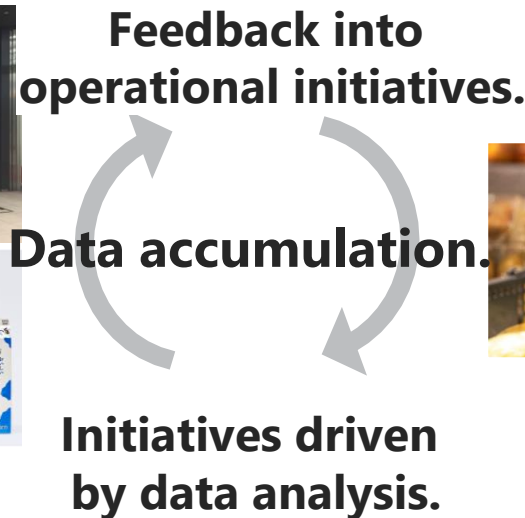 Feedback into
operational initiatives.
Data accumulation.
Initiatives driven
by data analysis.